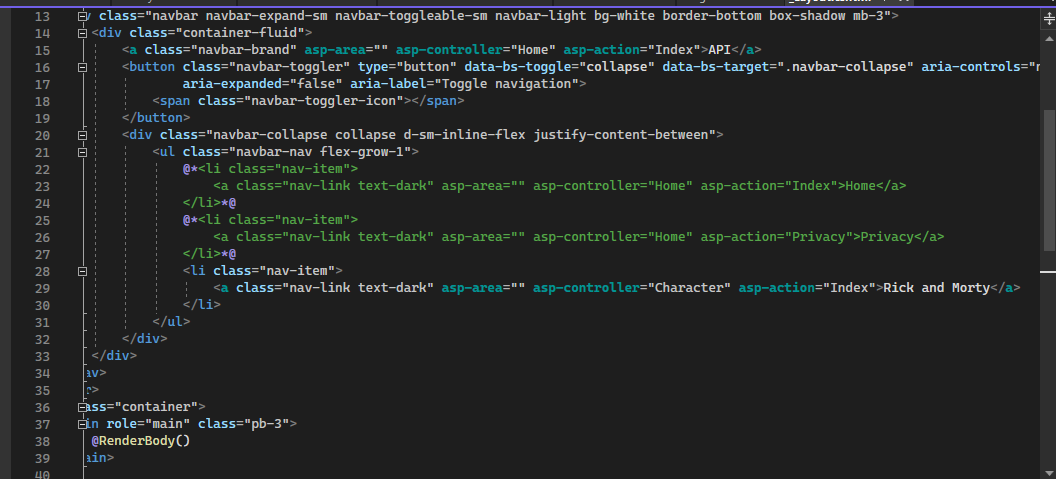 13 class="navbar navbar-expand-sm navbar-toggleable-sm navbar-light bg-white border-bottom box-shadow mb-3">
14 <div class="container-fluid">
15 <a class="navbar-brand" asp-area="" asp-controller="Home" asp-action="Index">API</a>
16 <button class="navbar-toggler" type="button" data-bs-toggle="collapse" data-bs-target=".navbar-collapse" aria-controls="n
17 aria-expanded="false" aria-label="Toggle navigation">
18 <span class="navbar-toggler-icon"></span>
19 </button>
20 <div class="navbar-collapse collapse d-sm-inline-flex justify-content-between">
21 <ul class="navbar-nav flex-grow-1">
22 @*<li class="nav-item">
23 <a class="nav-link text-dark" asp-area="" asp-controller="Home" asp-action="Index">Home</a>
24 </li>*@
25 @*<li class="nav-item">
26 <a class="nav-link text-dark" asp-area="" asp-controller="Home" asp-action="Privacy">Privacy</a>
27 </li>*@
28 <li class="nav-item">
29 <a class="nav-link text-dark" asp-area="" asp-controller="Character" asp-action="Index">Rick and Morty</a>
30 </li>
31 </ul>
32 </div>
33 </div>
34 av>
35 r>
36 ass="container">
37 in role="main" class="pb-3">
38 @RenderBody()
39 ain>
40